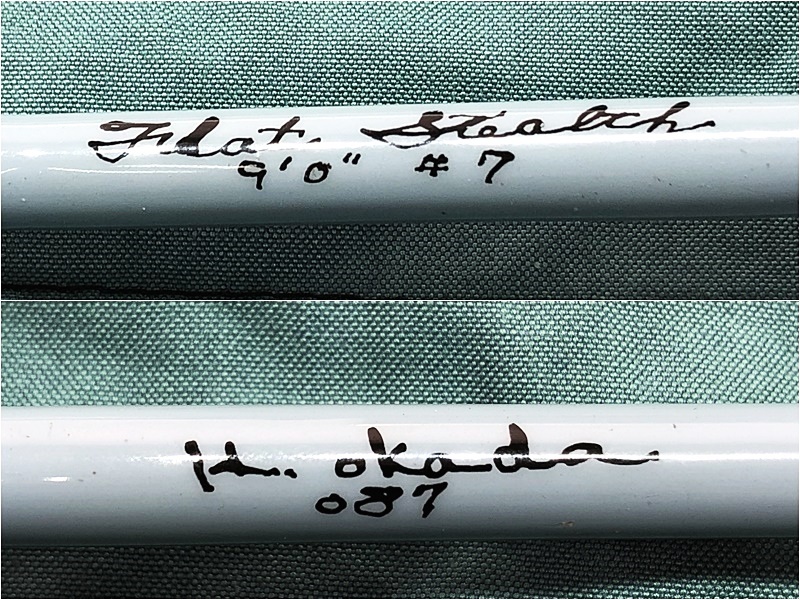 Flat Stealth
9'0" #7
K. okada
087